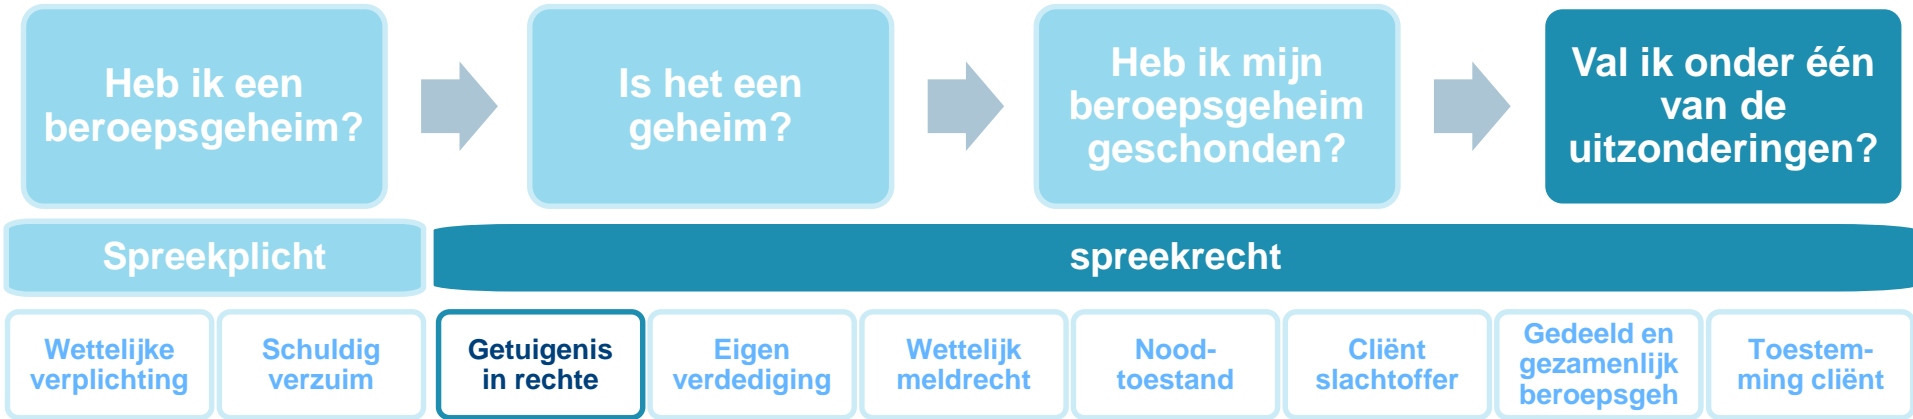 Heb ik een
beroepsgeheim?
Is het een
geheim?
Heb ik mijn
beroepsgeheim
geschonden?
Val ik onder één
van de
uitzonderingen?
Spreekplicht
spreekrecht
Wettelijke
verplichting
Schuldig
verzuim
Getuigenis
in rechte
Eigen
verdediging
Wettelijk
meldrecht
Nood-
toestand
Cliënt
slachtoffer
Gedeeld en
gezamenlijk
beroepsgeh
Toestem-
ming cliënt